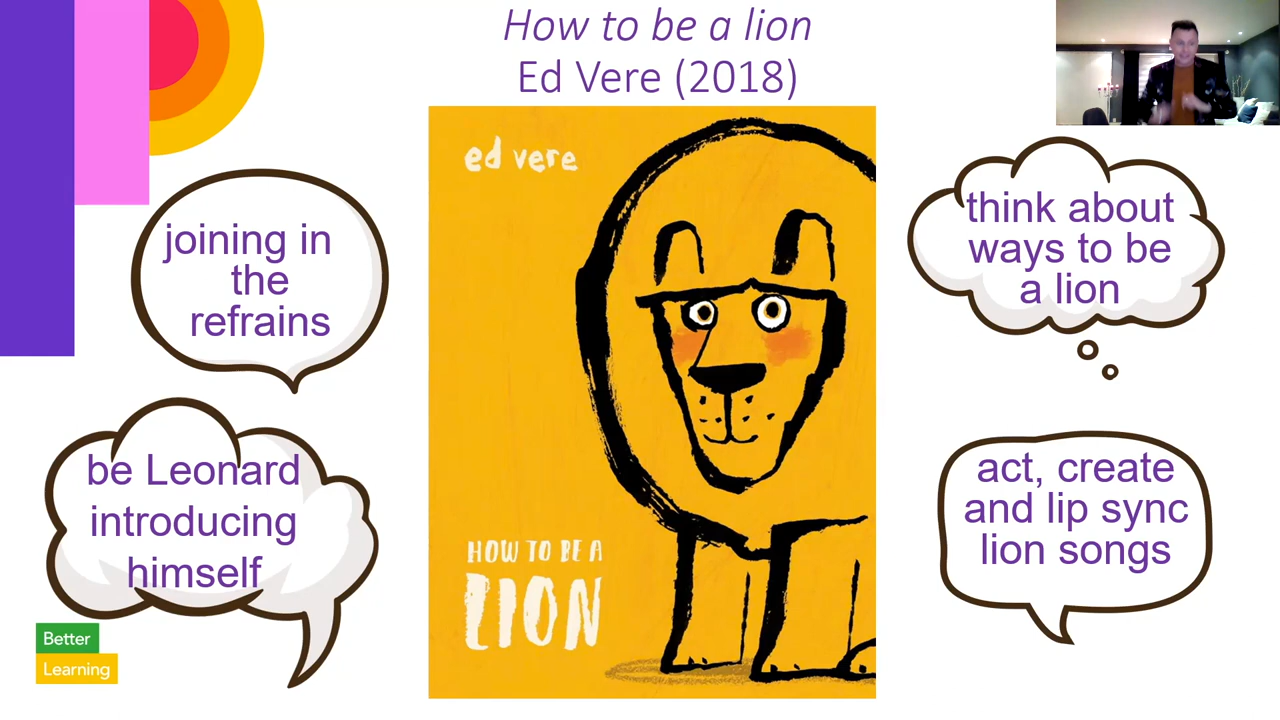 How to be a lion
Ed Vere (2018)
joining in
the
refrains
be Leonard
introducing
himself
Better
Learning
ed vere
HOW TO BE A
LION
think about
ways to be
a lion
act, create
and lip sync
lion songs